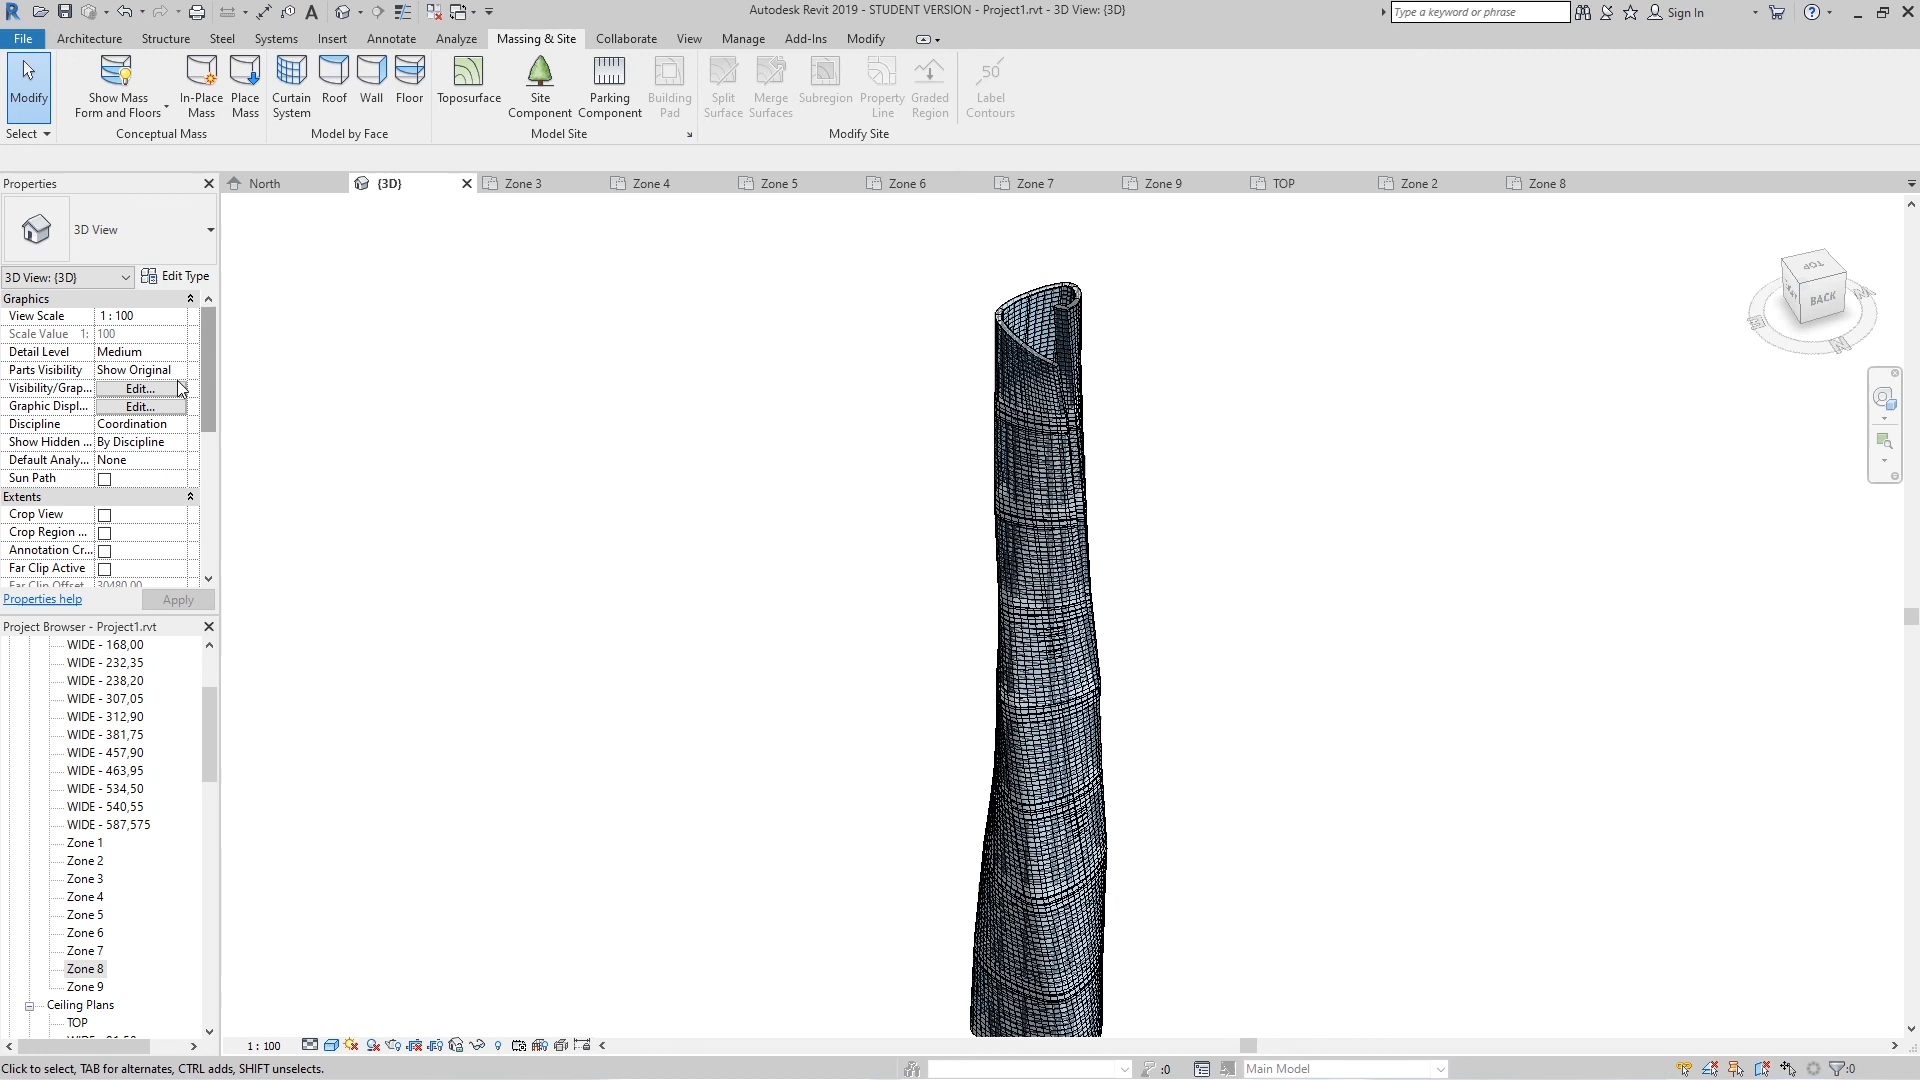 Autodesk Revit 2019 - STUDENT VERSION - Project1.rvt - 3D View: {3D}
Type a keyword or phrase
Sign In
File Architecture Structure Steel Systems Insert Annotate Analyze Massing & Site Collaborate View Manage Add-Ins Modify
Modify
Show Mass Form and Floors
In-Place Mass
Place Mass
Curtain System
Roof
Wall
Floor
Toposurface
Site Component
Parking Component
Building Pad
Split Surface
Merge Surfaces
Subregion
Property Line
Graded Region
50
Label Contours
Select
Conceptual Mass
Model by Face
Model Site
Modify Site
Properties
North
{3D}
Zone 3
Zone 4
Zone 5
Zone 6
Zone 7
Zone 9
TOP
Zone 2
Zone 8
3D View
3D View: {3D}
Edit Type
Graphics
View Scale 1 : 100
Scale Value 1: 100
Detail Level Medium
Parts Visibility Show Original
Visibility/Grap... Edit...
Graphic Displ... Edit...
Discipline Coordination
Show Hidden ... By Discipline
Default Analy... None
Sun Path
Extents
Crop View
Crop Region ...
Annotation Cr...
Far Clip Active
Far Clip Offset 30480.00
Properties help
Apply
TOP
BACK
Project Browser - Project1.rvt
WIDE - 168,00
WIDE - 232,35
WIDE - 238,20
WIDE - 307,05
WIDE - 312,90
WIDE - 381,75
WIDE - 457,90
WIDE - 463,95
WIDE - 534,50
WIDE - 540,55
WIDE - 587,575
Zone 1
Zone 2
Zone 3
Zone 4
Zone 5
Zone 6
Zone 7
Zone 8
Zone 9
Ceiling Plans
TOP
1 : 100
Click to select, TAB for alternates, CTRL adds, SHIFT unselects.
:0
Main Model
:0